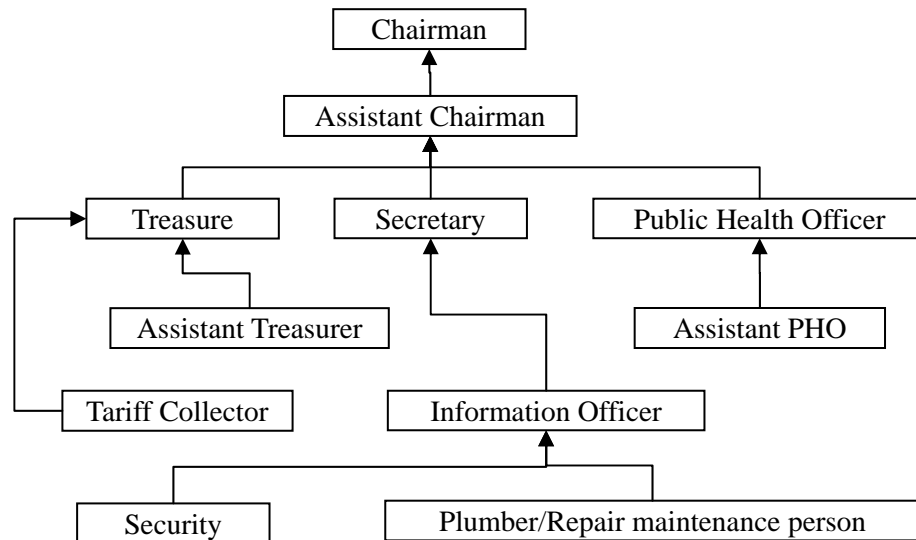 Chairman
Assistant Chairman
Treasure
Secretary
Public Health Officer
Assistant Treasurer
Assistant PHO
Tariff Collector
Information Officer
Security
Plumber/Repair maintenance person